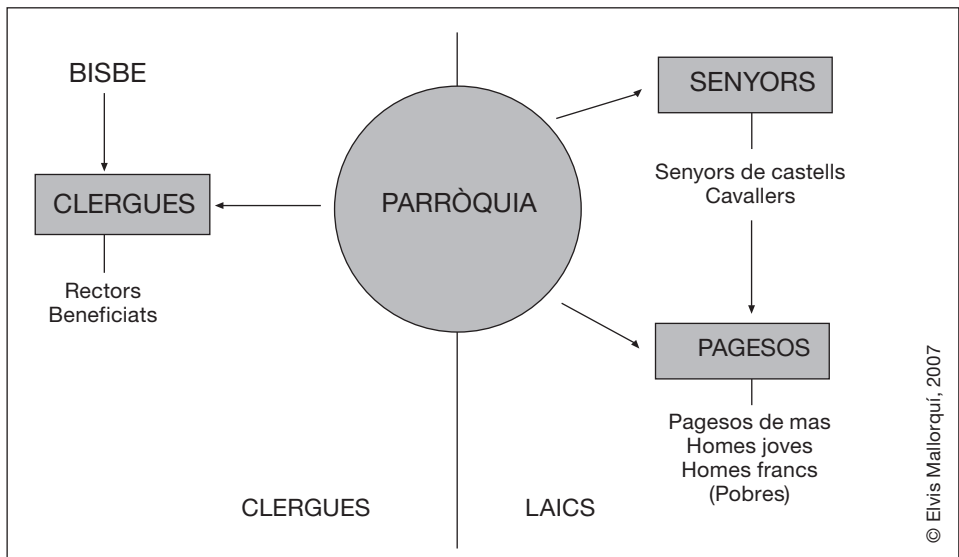 BISBE
CLERGUES
Rectors
Beneficiats
PARRÒQUIA
SENYORS
Senyors de castells
Cavallers
PAGESOS
Pagesos de mas
Homes joves
Homes francs
(Pobres)
CLERGUES
LAICS
© Elvis Mallorquí, 2007